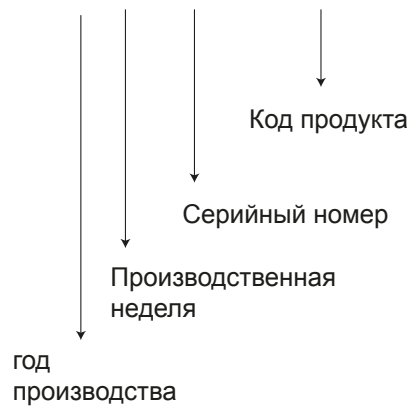 Код продукта
Серийный номер
Производственная
неделя
год
производства